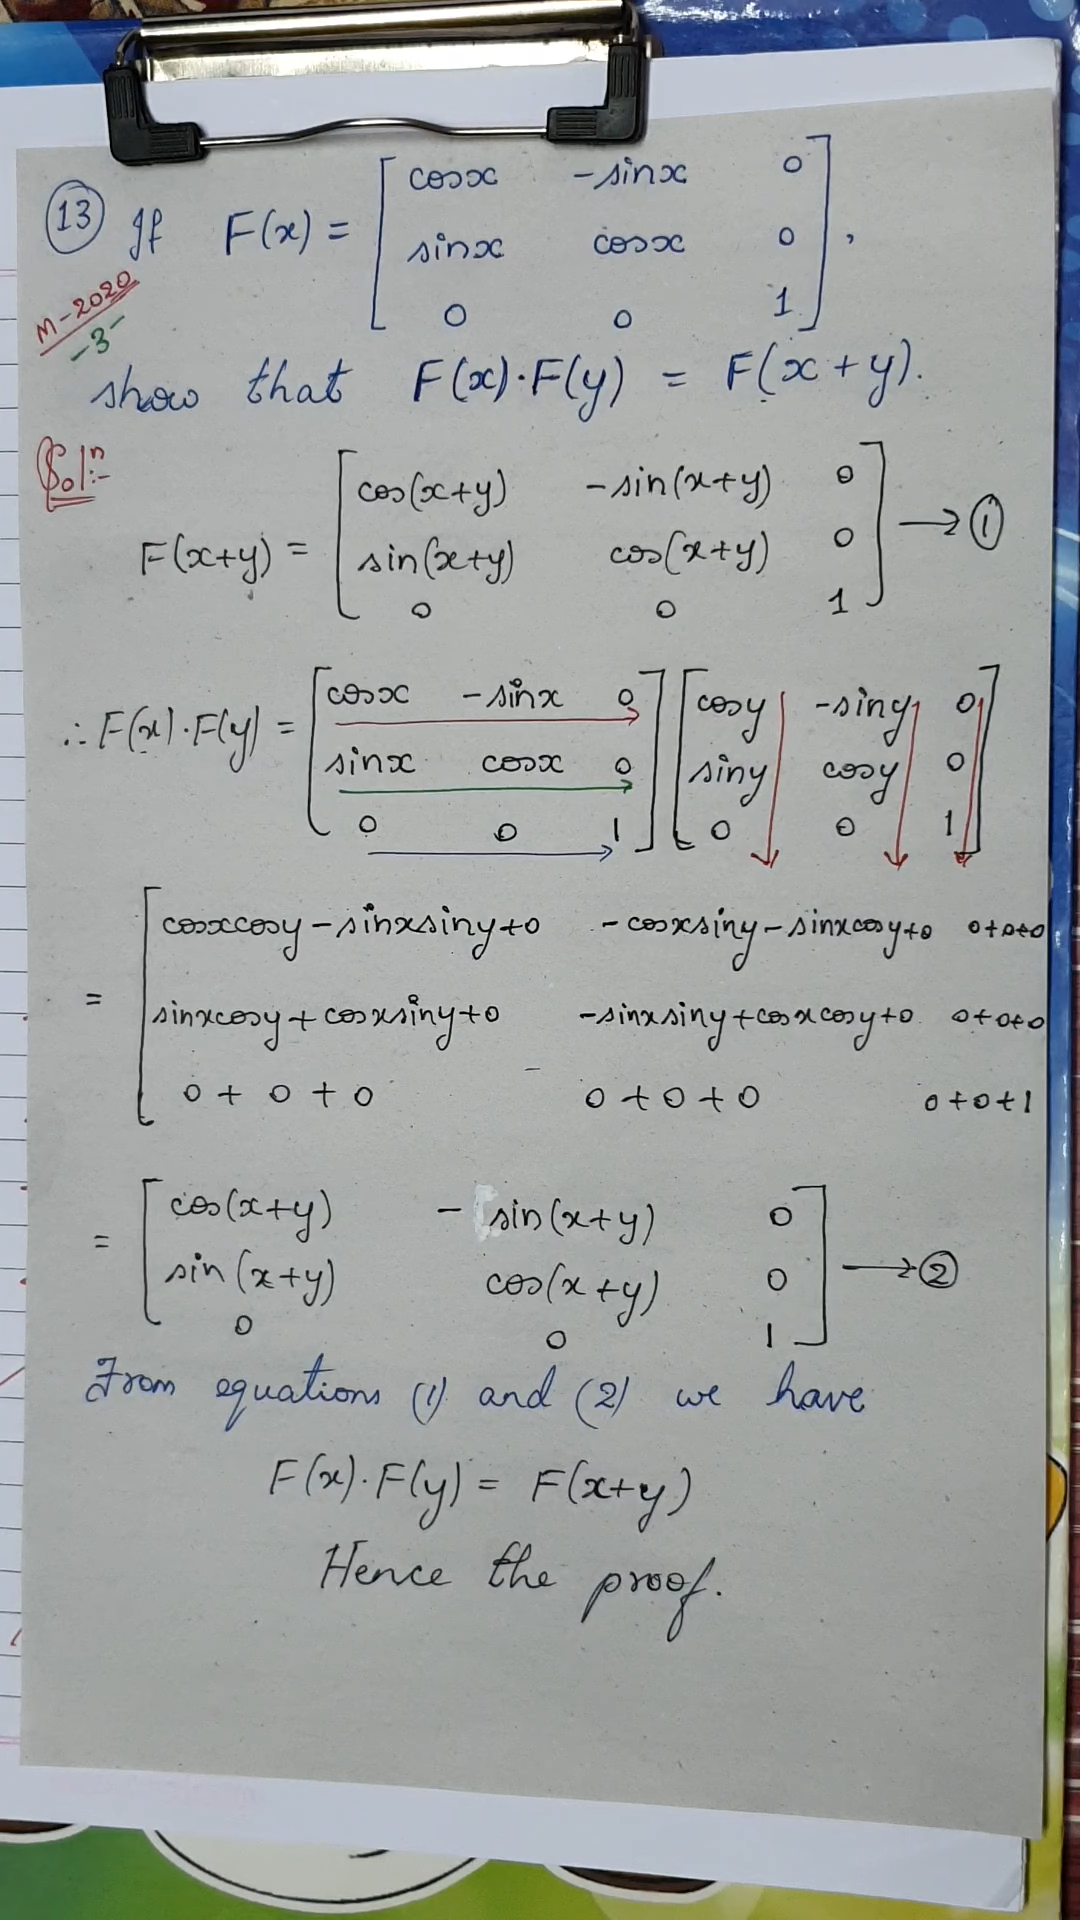 13 If F(x) = [ cosx -sinx 0
sinx cosx 0
0 0 1 ] ,
M-2020
-3-
show that F(x)·F(y) = F(x+y).
Solⁿ:-
F(x+y) = [ cos(x+y) -sin(x+y) 0
sin(x+y) cos(x+y) 0
0 0 1 ] → 1
∴ F(x)·F(y) = [ cosx -sinx 0 ] [ cosy -siny 0 ]
[ sinx cosx 0 ] [ siny cosy 0 ]
[ 0 0 1 ] [ 0 0 1 ]
= [ cosxcosy-sinxsiny+0 -cosxsiny-sinxcosy+0 0+0+0
sinxcosy+cosxsiny+0 -sinxsiny+cosxcosy+0 0+0+0
0+0+0 0+0+0 0+0+1
= [ cos(x+y) -sin(x+y) 0
sin(x+y) cos(x+y) 0
0 0 1 ] → 2
From equations (1) and (2) we have
F(x)·F(y) = F(x+y)
Hence the proof.